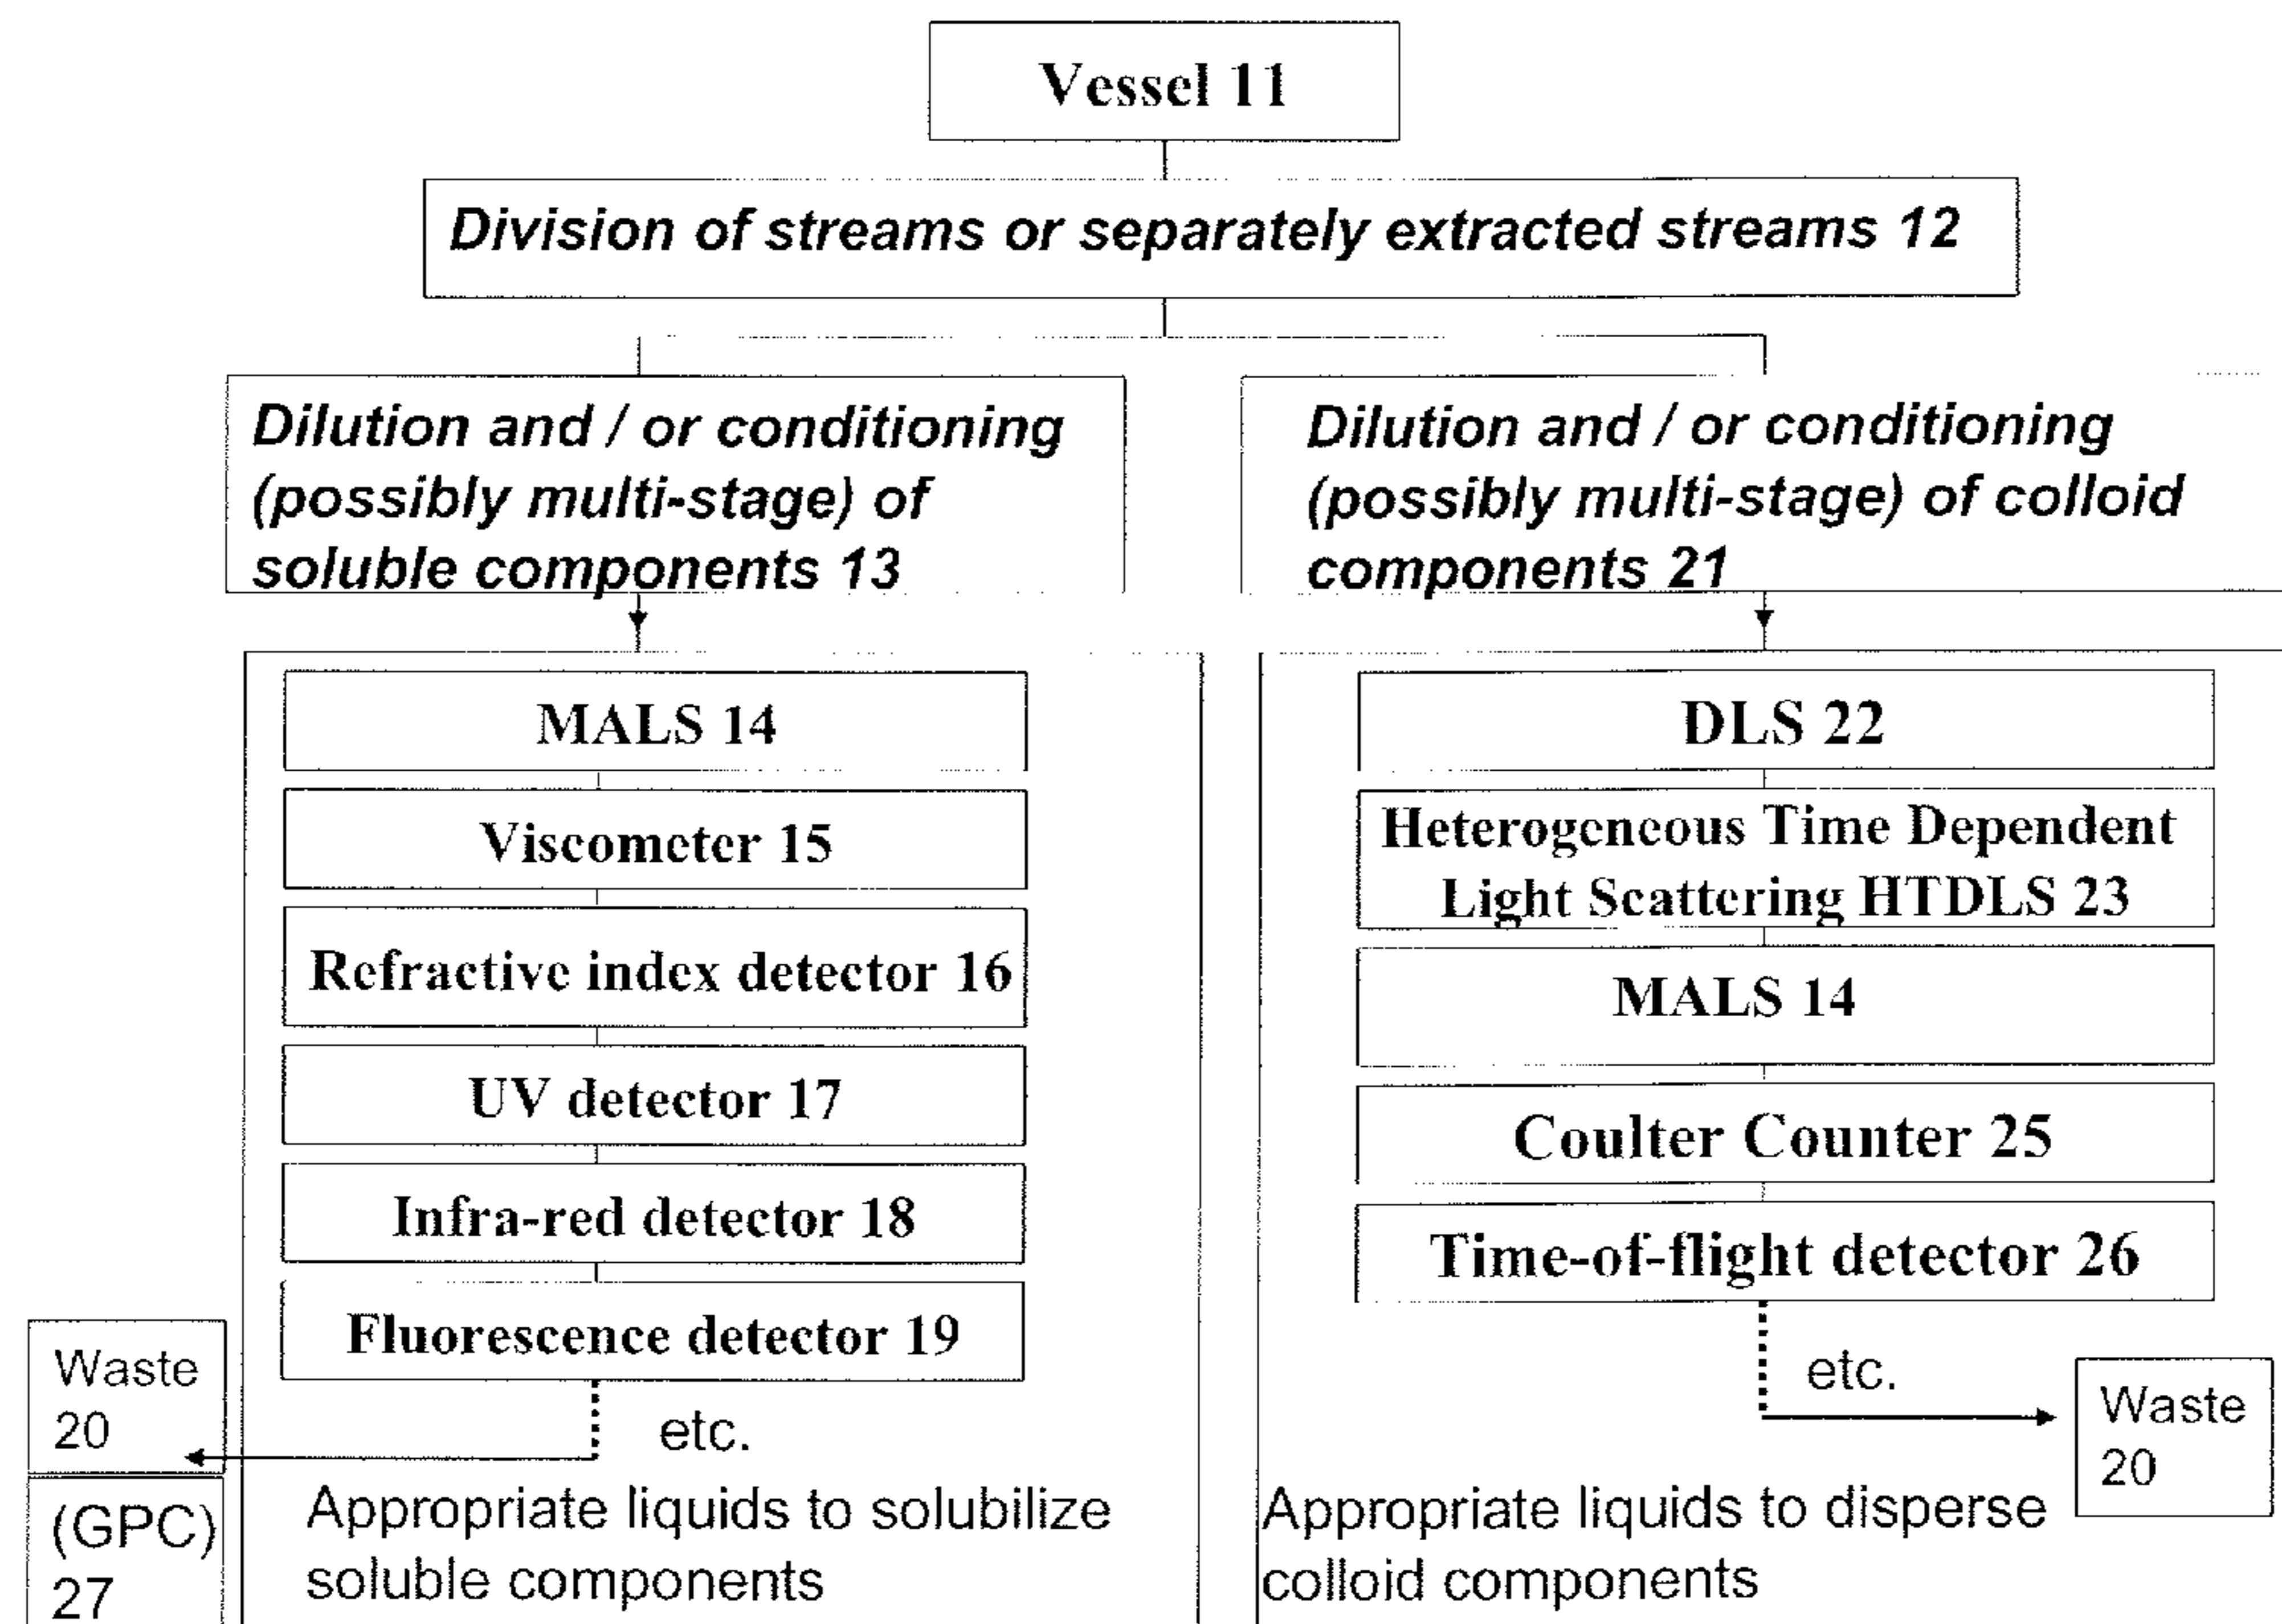 Vessel 11
Division of streams or separately extracted streams 12
Dilution and / or conditioning
(possibly multi-stage) of
soluble components 13
Dilution and / or conditioning
(possibly multi-stage) of colloid
components 21
MALS 14
Viscometer 15
Refractive index detector 16
UV detector 17
Infra-red detector 18
Fluorescence detector 19
etc.
Waste
20
(GPC)
27
Appropriate liquids to solubilize
soluble components
DLS 22
Heterogeneous Time Dependent
Light Scattering HTDLS 23
MALS 14
Coulter Counter 25
Time-of-flight detector 26
etc.
Waste
20
Appropriate liquids to disperse
colloid components